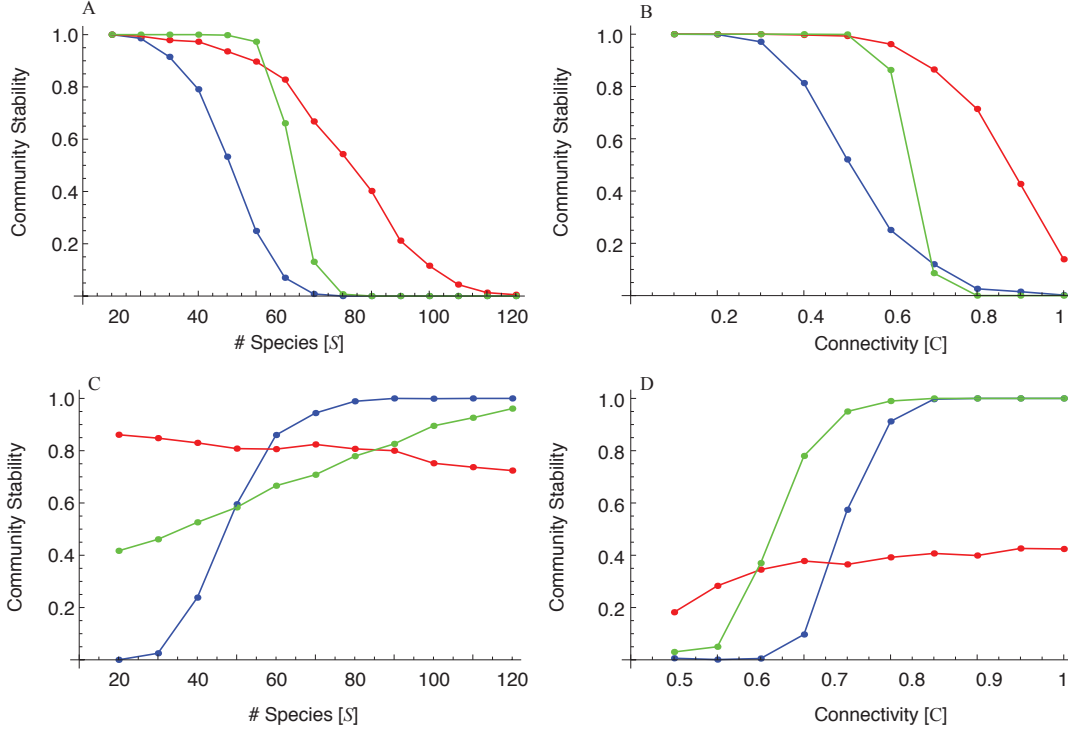 A
1.0
0.8
0.6
0.4
0.2
Community Stability
20 40 60 80 100 120
# Species [S]
B
1.0
0.8
0.6
0.4
0.2
Community Stability
0.2 0.4 0.6 0.8 1
Connectivity [C]
C
1.0
0.8
0.6
0.4
0.2
Community Stability
20 40 60 80 100 120
# Species [S]
D
1.0
0.8
0.6
0.4
0.2
Community Stability
0.5 0.6 0.7 0.8 0.9 1
Connectivity [C]